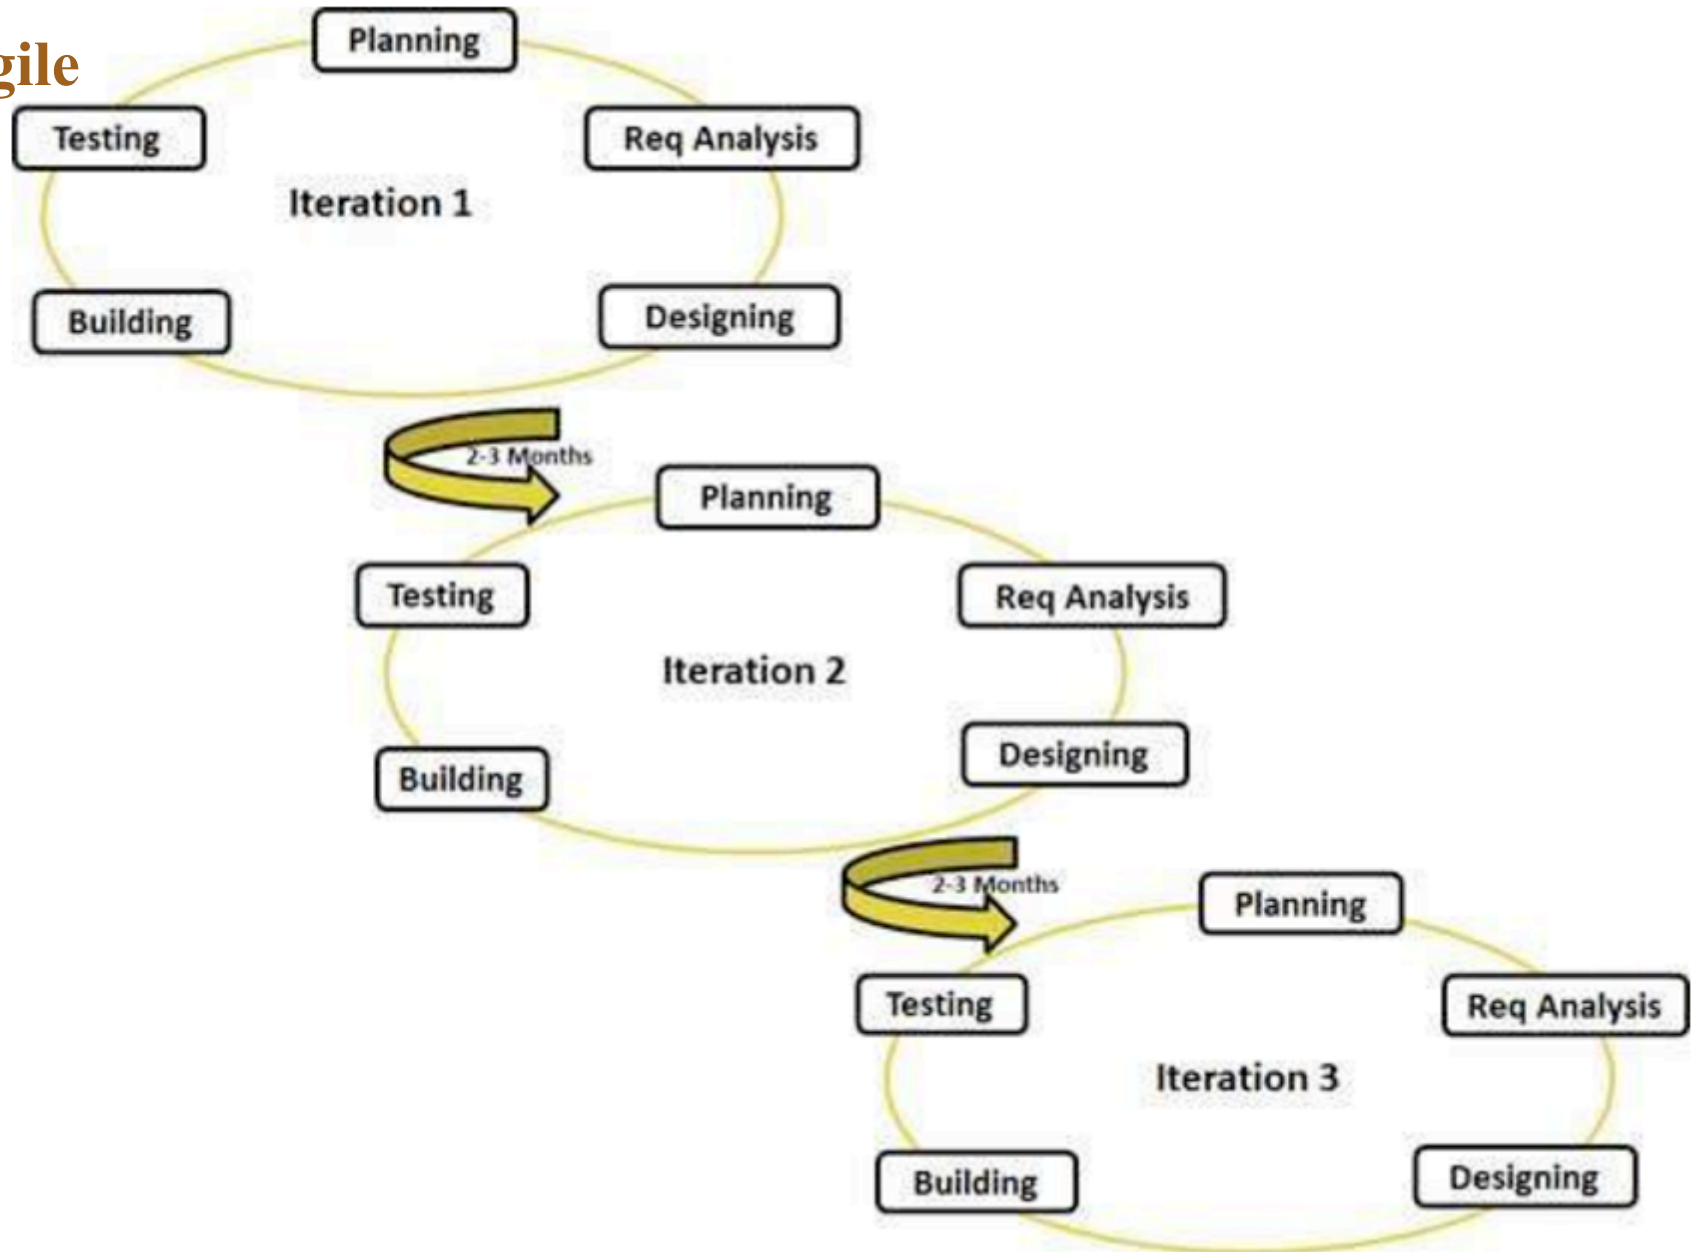 gile
Planning
Testing
Req Analysis
Iteration 1
Building
Designing
2-3 Months
Planning
Testing
Req Analysis
Iteration 2
Designing
Building
2-3 Months
Planning
Testing
Req Analysis
Iteration 3
Building
Designing